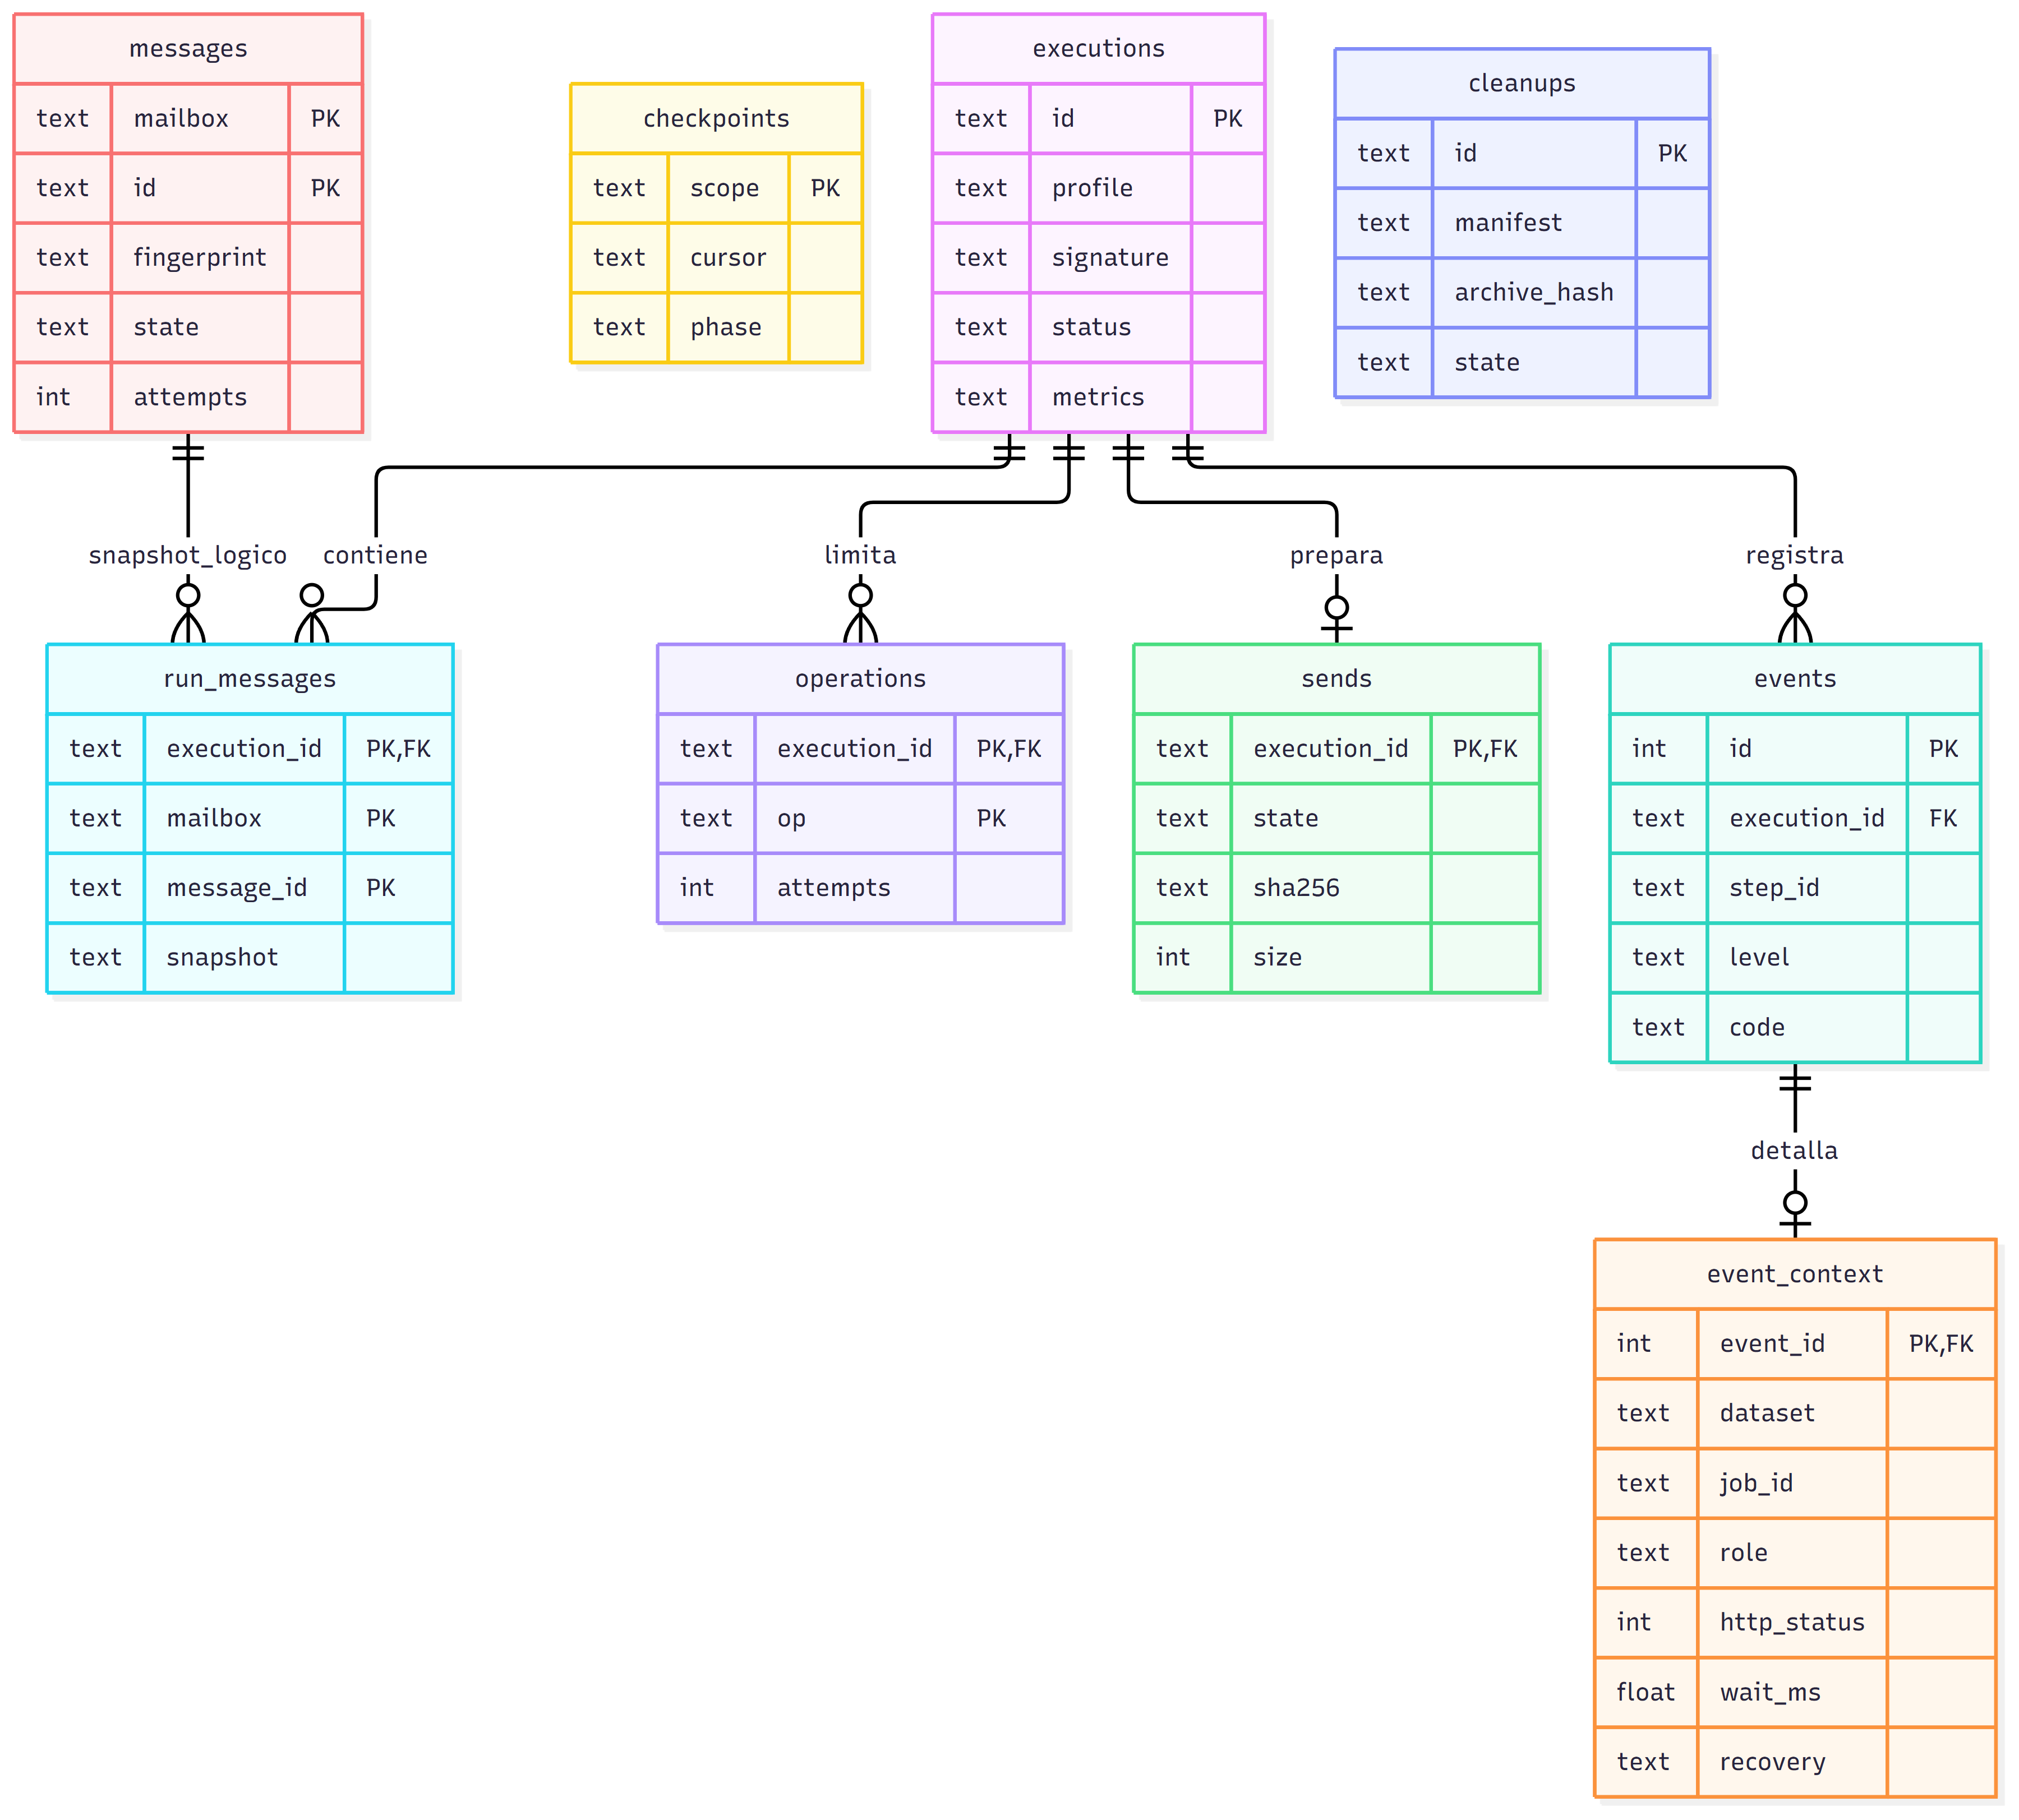 messages
text mailbox PK
text id PK
text fingerprint
text state
int attempts
checkpoints
text scope PK
text cursor
text phase
executions
text id PK
text profile
text signature
text status
text metrics
cleanups
text id PK
text manifest
text archive_hash
text state
snapshot_logico
contiene
limita
prepara
registra
run_messages
text execution_id PK,FK
text mailbox PK
text message_id PK
text snapshot
operations
text execution_id PK,FK
text op PK
int attempts
sends
text execution_id PK,FK
text state
text sha256
int size
events
int id PK
text execution_id FK
text step_id
text level
text code
detalla
event_context
int event_id PK,FK
text dataset
text job_id
text role
int http_status
float wait_ms
text recovery